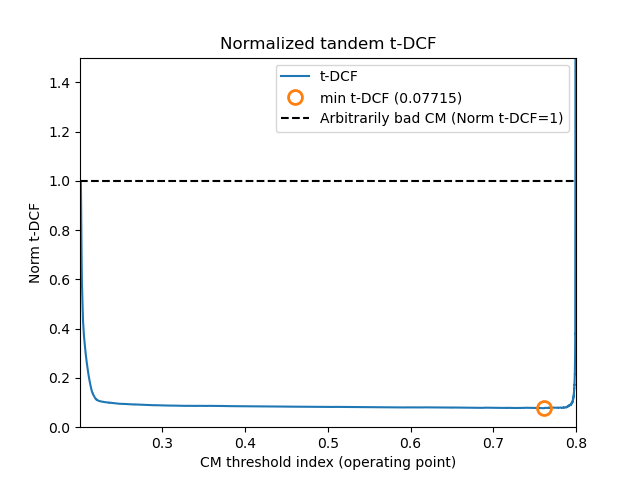 Normalized tandem t-DCF
t-DCF
min t-DCF (0.07715)
Arbitrarily bad CM (Norm t-DCF=1)
Norm t-DCF
1.4
1.2
1.0
0.8
0.6
0.4
0.2
0.0
0.3 0.4 0.5 0.6 0.7 0.8
CM threshold index (operating point)